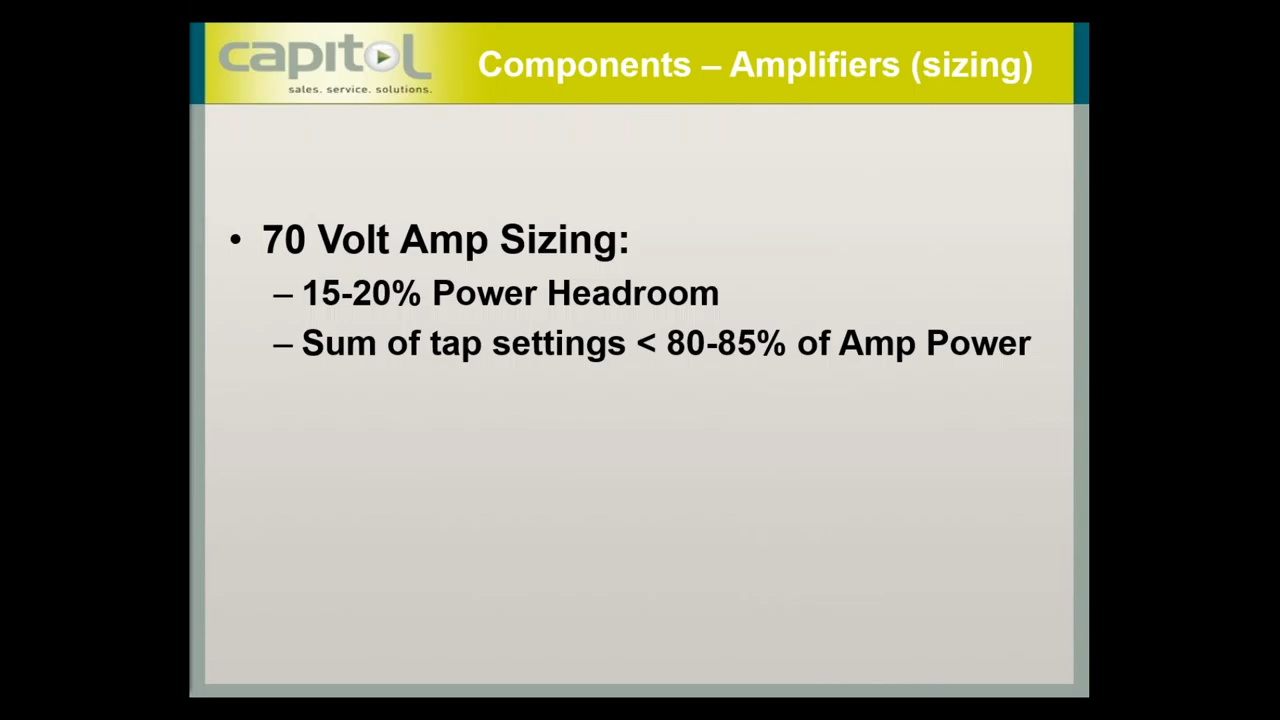 capitol
sales. service. solutions.
Components – Amplifiers (sizing)
• 70 Volt Amp Sizing:
– 15-20% Power Headroom
– Sum of tap settings < 80-85% of Amp Power